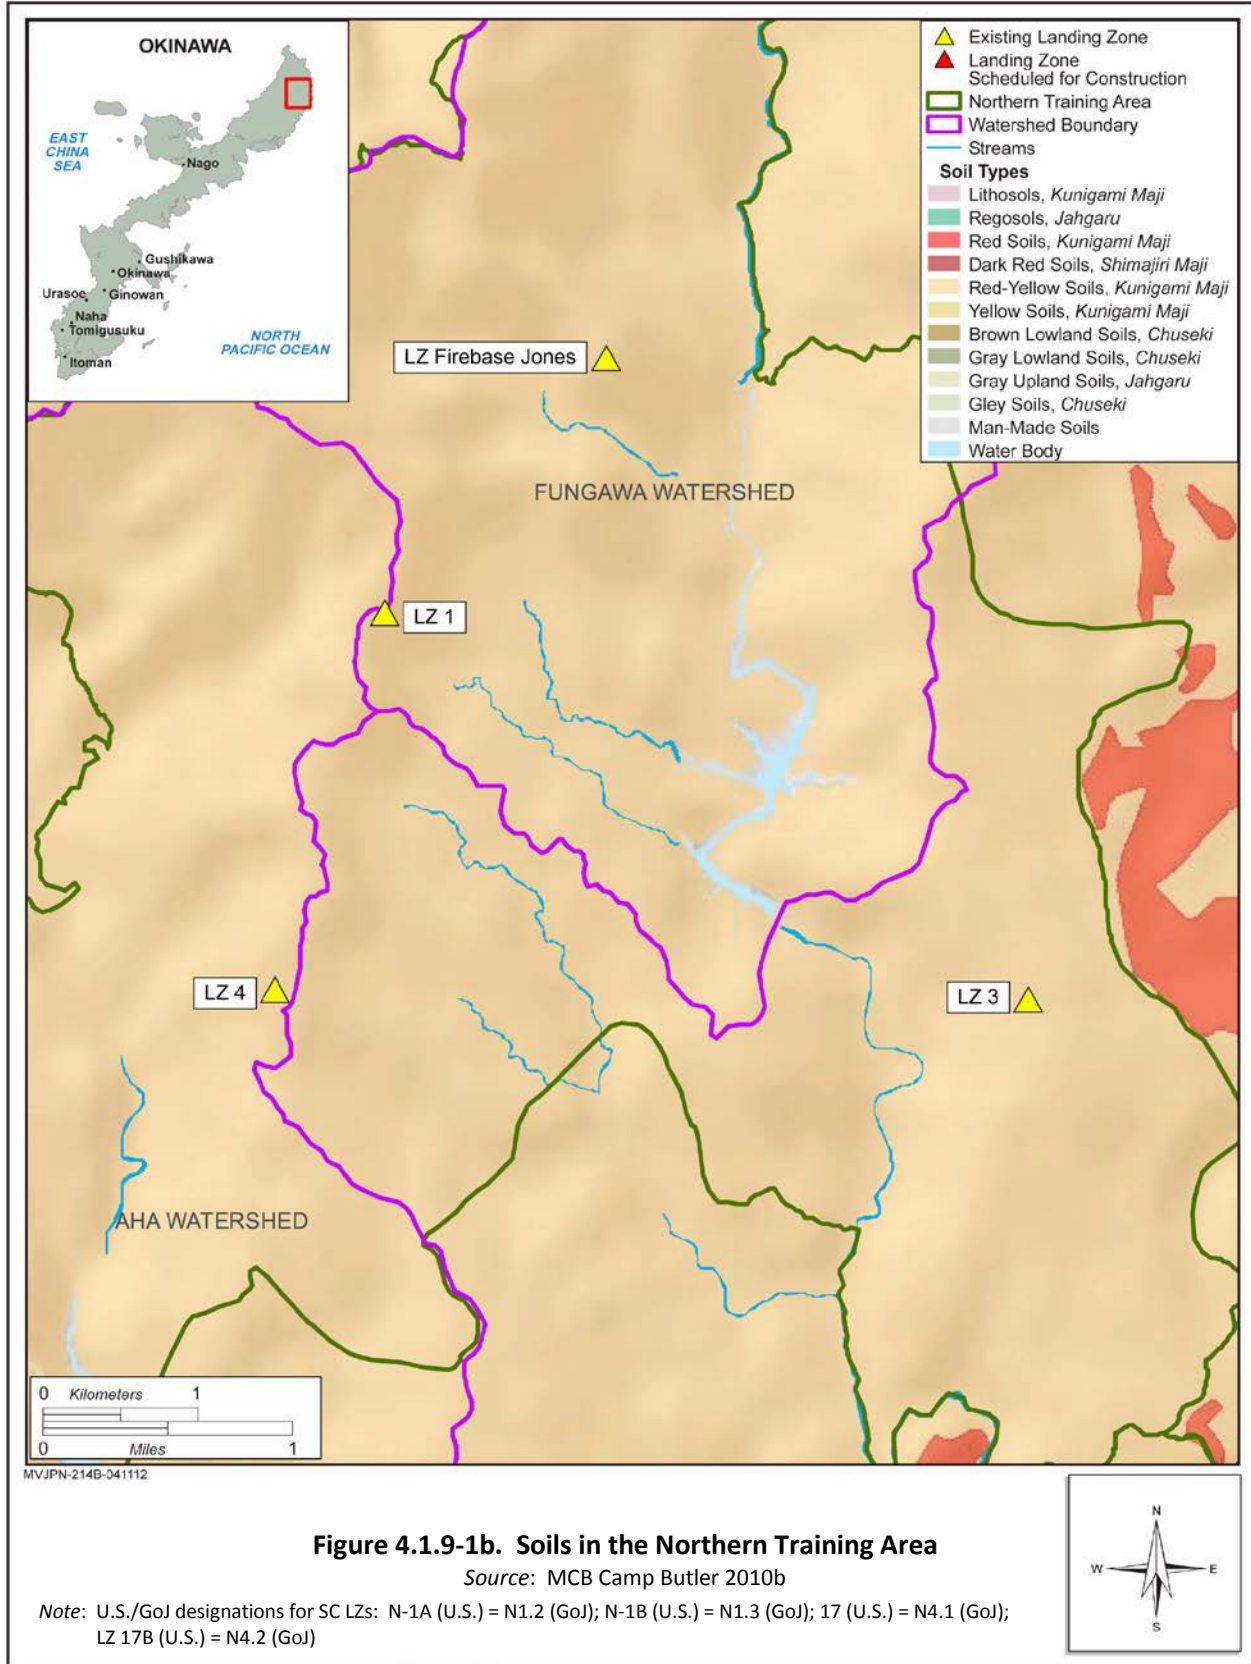 OKINAWA
EAST
CHINA
SEA
Nago
Gushikawa
Okinawa
Urasoe
Ginowan
Naha
Tomigusuku
Itoman
NORTH
PACIFIC OCEAN
Existing Landing Zone
Landing Zone
Scheduled for Construction
Northern Training Area
Watershed Boundary
Streams
Soil Types
Lithosols, Kunigami Maji
Regosols, Jahgaru
Red Soils, Kunigami Maji
Dark Red Soils, Shimajiri Maji
Red-Yellow Soils, Kunigami Maji
Yellow Soils, Kunigami Maji
Brown Lowland Soils, Chuseki
Gray Lowland Soils, Chuseki
Gray Upland Soils, Jahgaru
Gley Soils, Chuseki
Man-Made Soils
Water Body
LZ Firebase Jones
FUNGAWA WATERSHED
LZ 1
LZ 4
LZ 3
AHA WATERSHED
0 Kilometers 1
0 Miles 1
MVJPN-214B-041112
Figure 4.1.9-1b. Soils in the Northern Training Area
Source: MCB Camp Butler 2010b
Note: U.S./GoJ designations for SC LZs: N-1A (U.S.) = N1.2 (GoJ); N-1B (U.S.) = N1.3 (GoJ); 17 (U.S.) = N4.1 (GoJ);
LZ 17B (U.S.) = N4.2 (GoJ)
N
W E
S